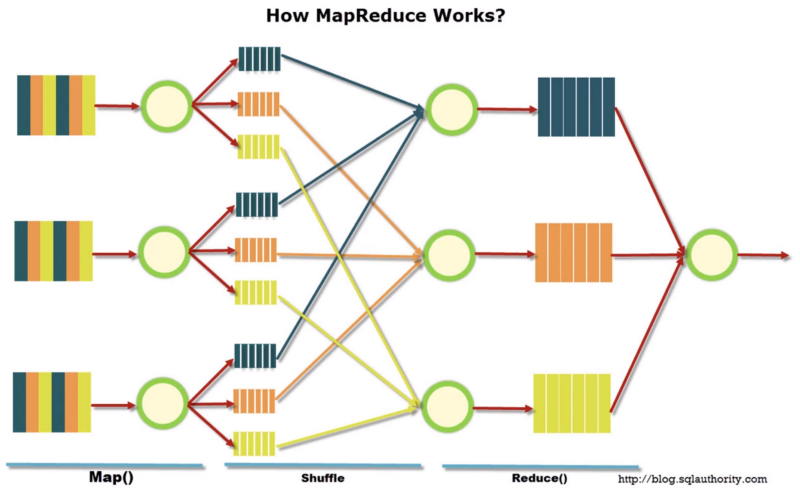 How MapReduce Works?
Map()
Shuffle
Reduce()
http://blog.sqlauthority.com